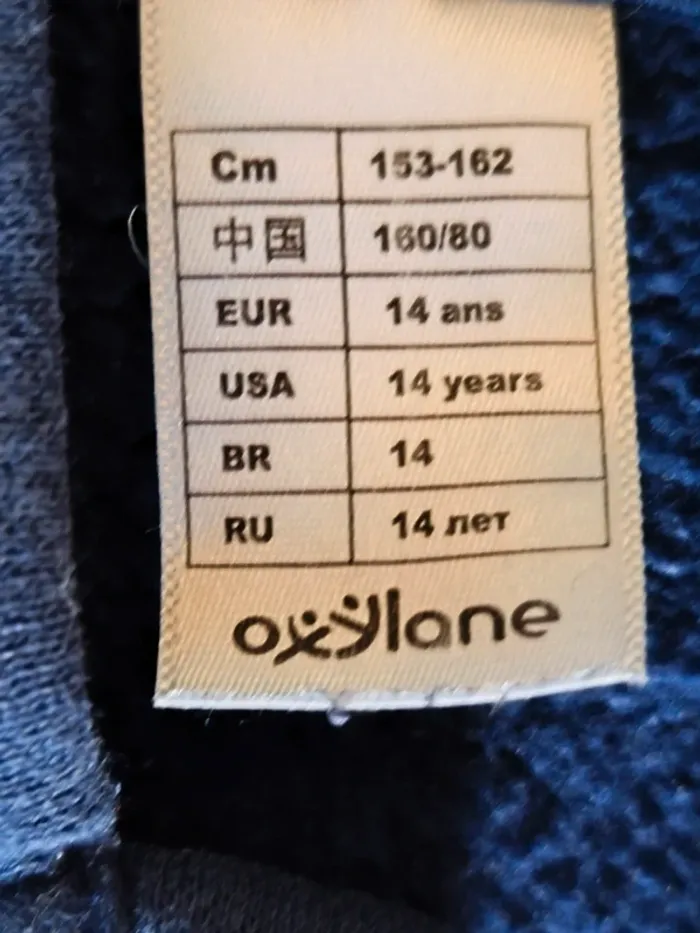 Cm 153-162
中国 160/80
EUR 14 ans
USA 14 years
BR 14
RU 14 лет
oxylane